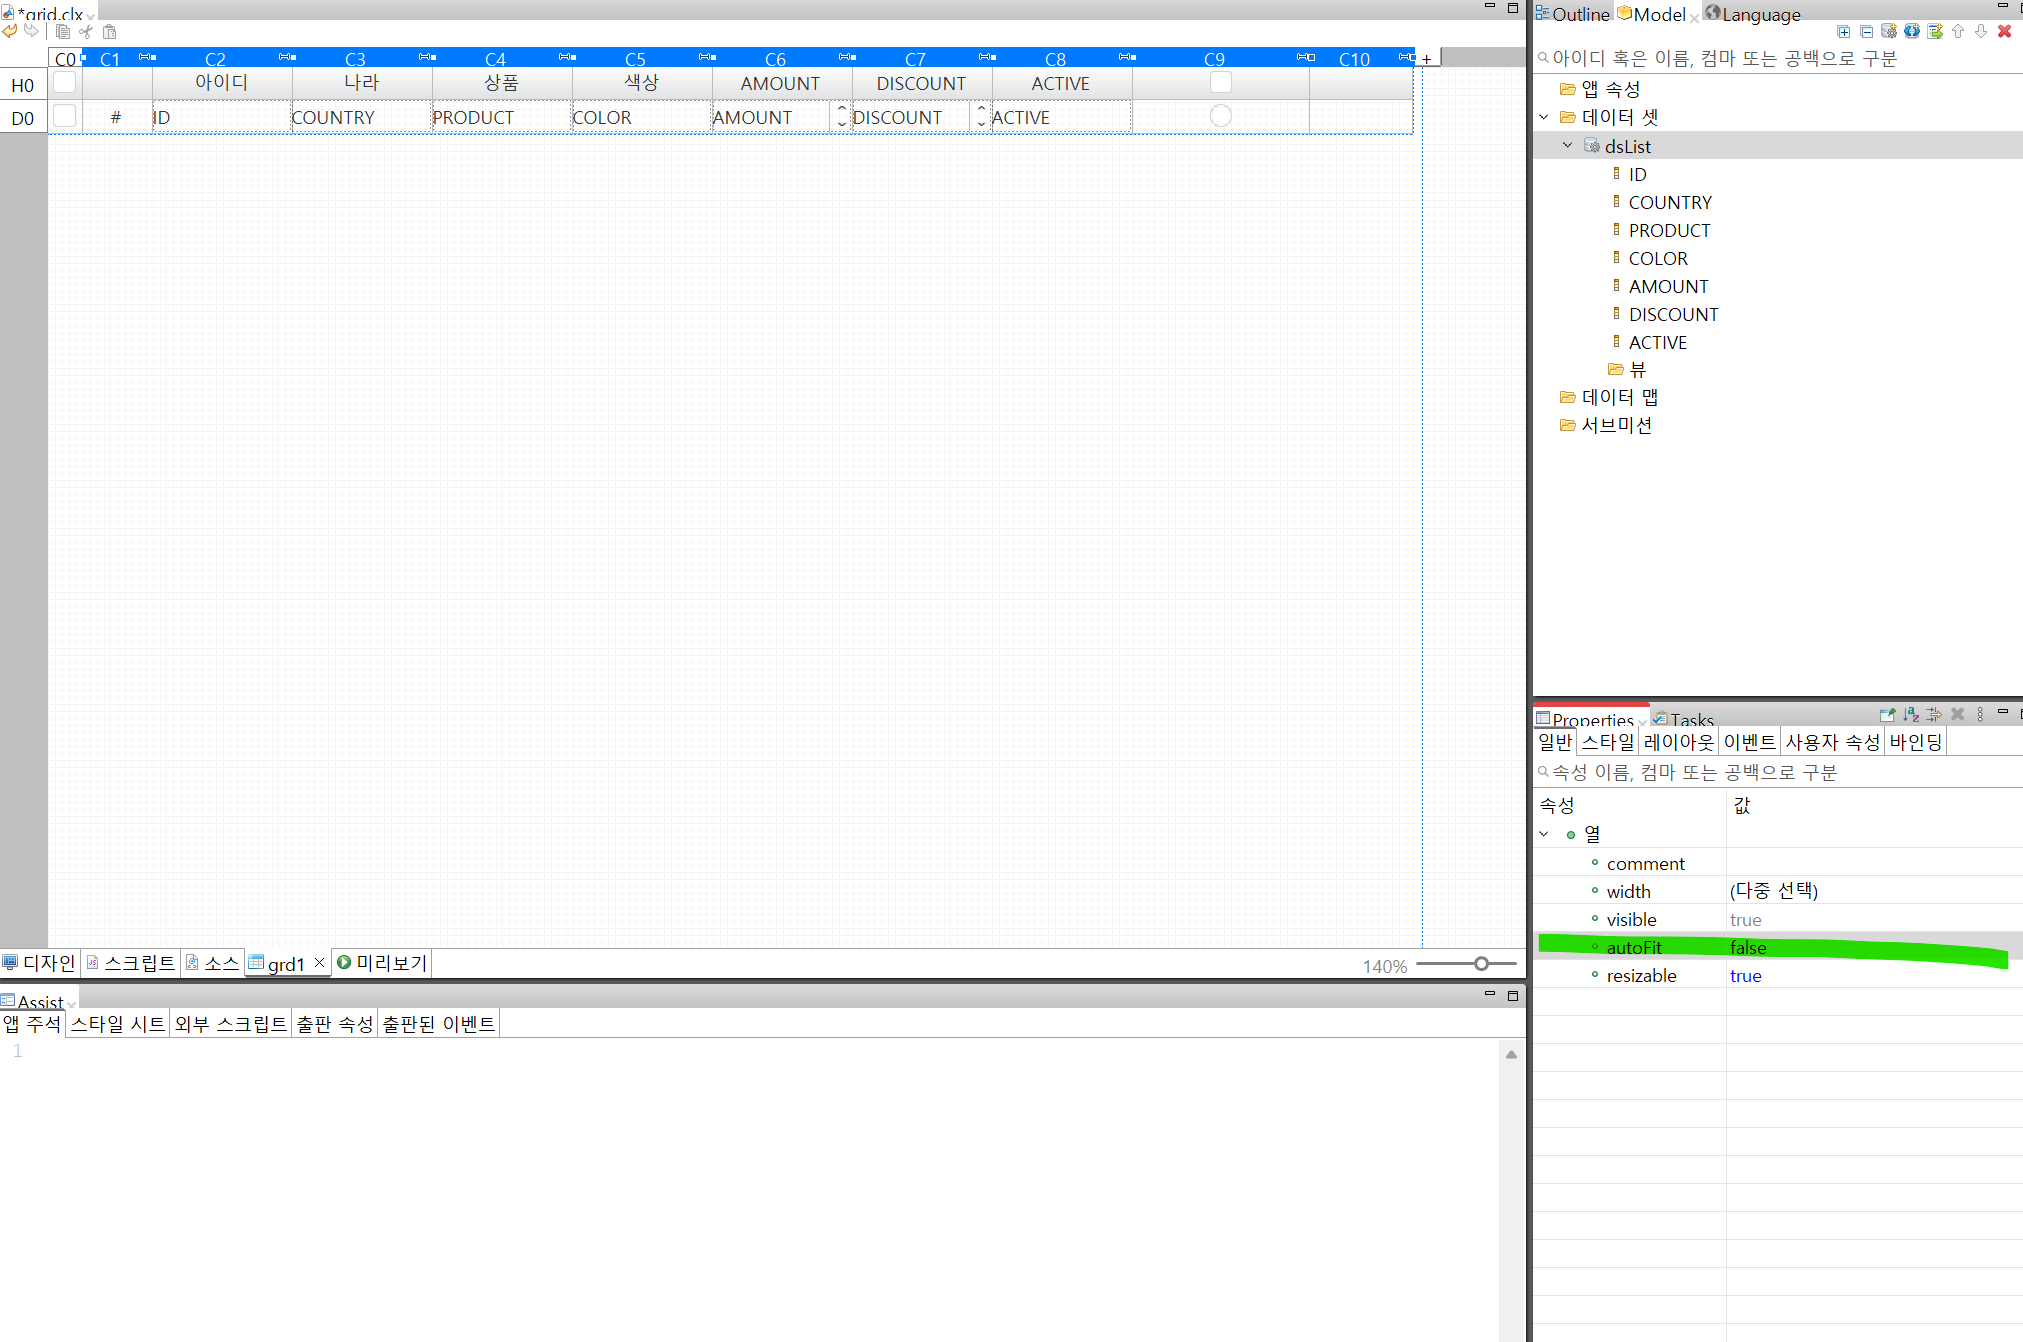 *grid.clx
C0 C1 C2 C3 C4 C5 C6 C7 C8 C9 C10 +
H0 아이디 나라 상품 색상 AMOUNT DISCOUNT ACTIVE
D0 # ID COUNTRY PRODUCT COLOR AMOUNT DISCOUNT ACTIVE
디자인 스크립트 소스 grd1 미리보기 140%
Assist
앱 주석 스타일 시트 외부 스크립트 출판 속성 출판된 이벤트
1
Outline Model Language
아이디 혹은 이름, 컴마 또는 공백으로 구분
앱 속성
데이터 셋
dsList
ID
COUNTRY
PRODUCT
COLOR
AMOUNT
DISCOUNT
ACTIVE
뷰
데이터 맵
서브미션
Properties Tasks
일반 스타일 레이아웃 이벤트 사용자 속성 바인딩
속성 이름, 컴마 또는 공백으로 구분
속성 값
열
comment
width (다중 선택)
visible true
autoFit false
resizable true